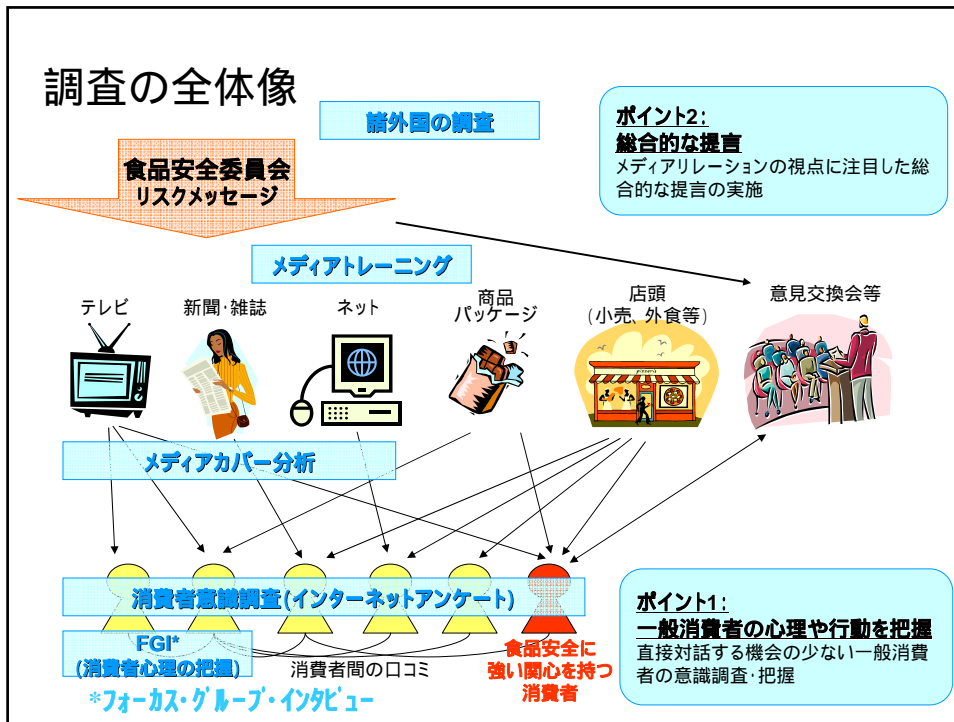 調査の全体像
諸外国の調査
ポイント2:
総合的な提言
メディアリレーションの視点に注目した総
合的な提言の実施
食品安全委員会
リスクメッセージ
メディアトレーニング
テレビ
新聞・雑誌
ネット
商品
パッケージ
店頭
(小売、外食等)
意見交換会等
pizzeria
メディアカバー分析
消費者意識調査(インターネットアンケート)
FGI*
(消費者心理の把握)
消費者間の口コミ
食品安全に
強い関心を持つ
消費者
*フォーカス・グループ・インタビュー
ポイント1:
一般消費者の心理や行動を把握
直接対話する機会の少ない一般消費
者の意識調査・把握